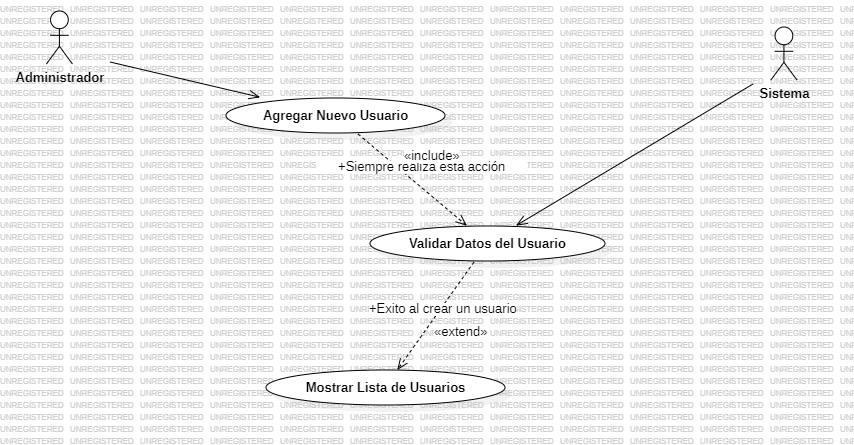 Administrador
Sistema
Agregar Nuevo Usuario
«include»
+Siempre realiza esta acción
Validar Datos del Usuario
+Exito al crear un usuario
«extend»
Mostrar Lista de Usuarios
UNREGISTERED